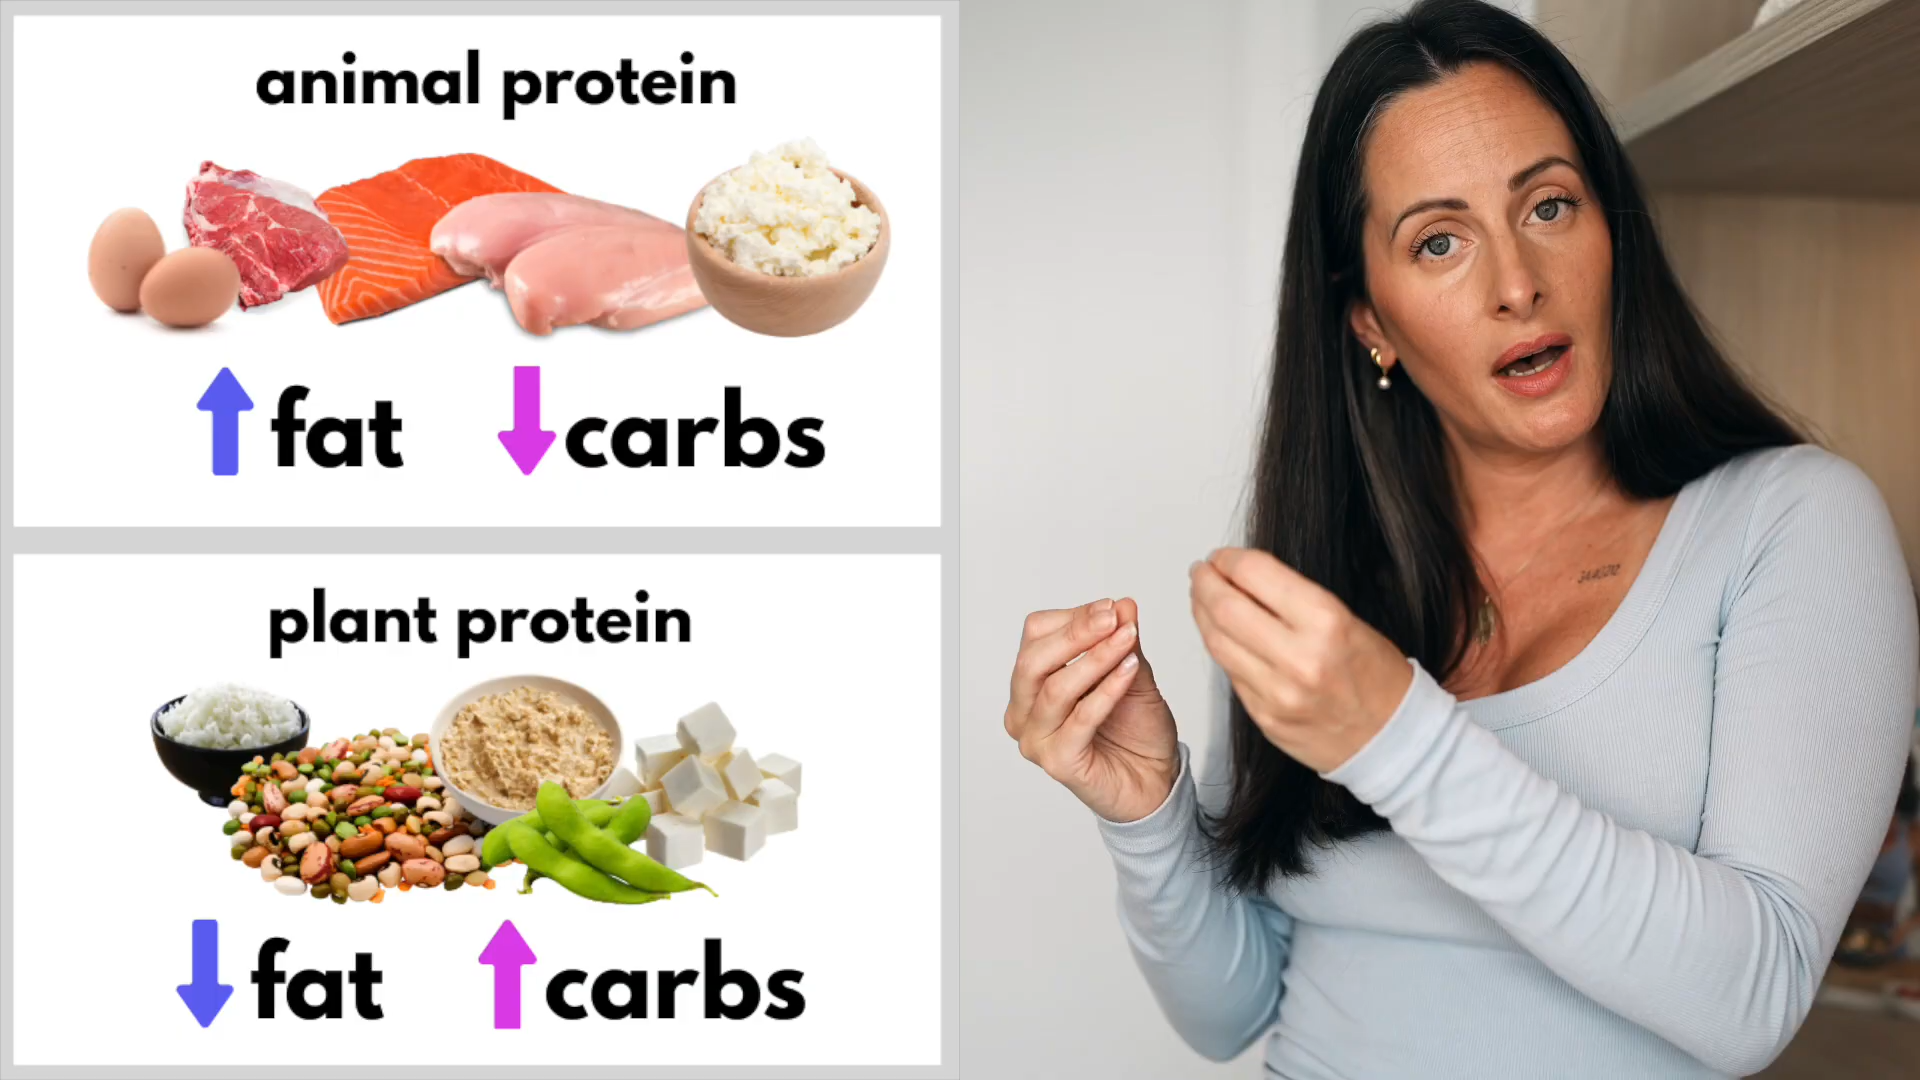 animal protein
fat carbs
plant protein
fat carbs